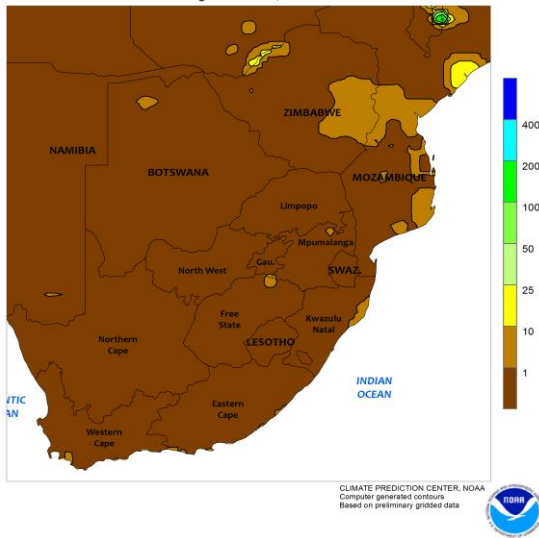 ZIMBABWE
NAMIBIA
BOTSWANA
MOZAMBIQUE
Limpopo
Mpumalanga
Gau.
North West
SWAZ.
Free
State
Kwazulu
Natal
LESOTHO
Northern
Cape
Eastern
Cape
Western
Cape
NTIC
AN
INDIAN
OCEAN
400
200
100
50
25
10
1
CLIMATE PREDICTION CENTER, NOAA
Computer generated contours
Based on preliminary gridded data
NOAA